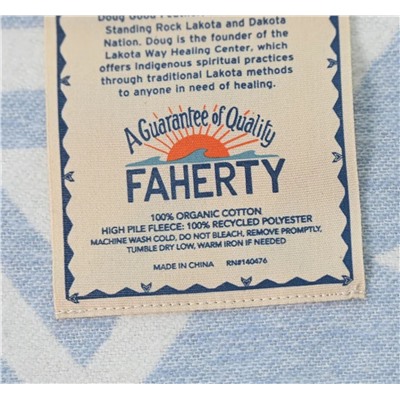 Standing Rock Lakota and Dakota
Nation. Doug is the founder of the
Lakota Way Healing Center, which
offers Indigenous spiritual practices
through traditional Lakota methods
to anyone in need of healing.
A Guarantee of Quality
FAHERTY
100% ORGANIC COTTON
HIGH PILE FLEECE: 100% RECYCLED POLYESTER
MACHINE WASH COLD, DO NOT BLEACH, REMOVE PROMPTLY,
TUMBLE DRY LOW, WARM IRON IF NEEDED
MADE IN CHINA RN#140476